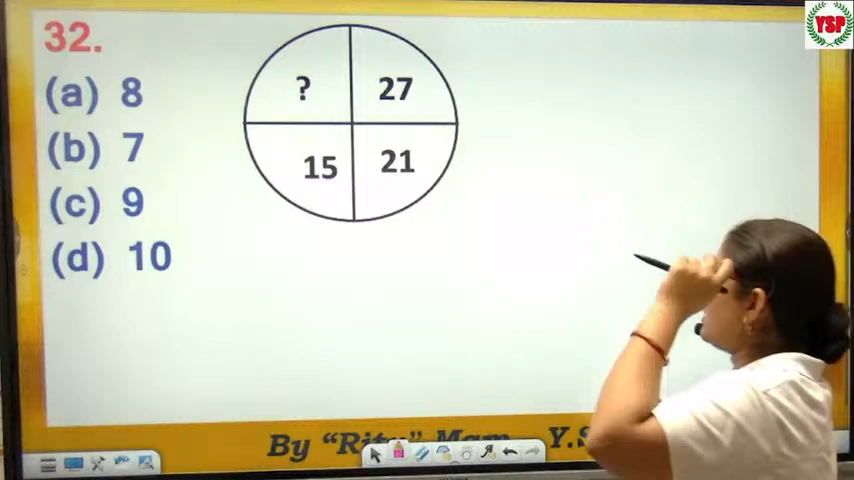 YSP
32.
(a) 8
(b) 7
(c) 9
(d) 10
? 27
15 21
By "Ritu" Mam Y.S